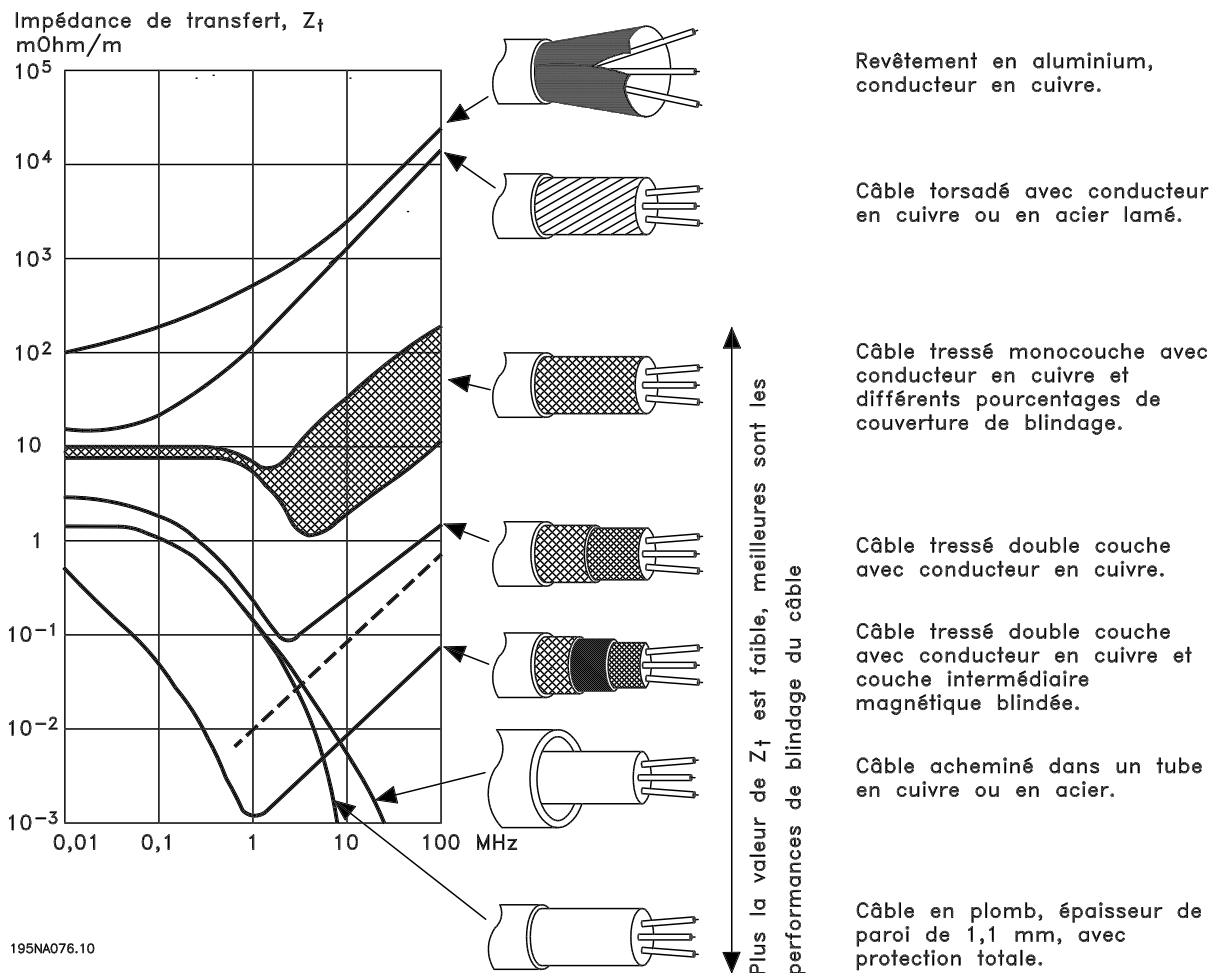 Impédance de transfert, Zt
mOhm/m
10⁵
10⁴
10³
10²
10
1
10⁻¹
10⁻²
10⁻³
0,01 0,1 1 10 100 MHz
Revêtement en aluminium,
conducteur en cuivre.
Câble torsadé avec conducteur
en cuivre ou en acier lamé.
Câble tressé monocouche avec
conducteur en cuivre et
différents pourcentages de
couverture de blindage.
Câble tressé double couche
avec conducteur en cuivre.
Câble tressé double couche
avec conducteur en cuivre et
couche intermédiaire
magnétique blindée.
Câble acheminé dans un tube
en cuivre ou en acier.
Câble en plomb, épaisseur de
paroi de 1,1 mm, avec
protection totale.
Plus la valeur de Zt est faible, meilleures sont les
performances de blindage du câble
195NA076.10